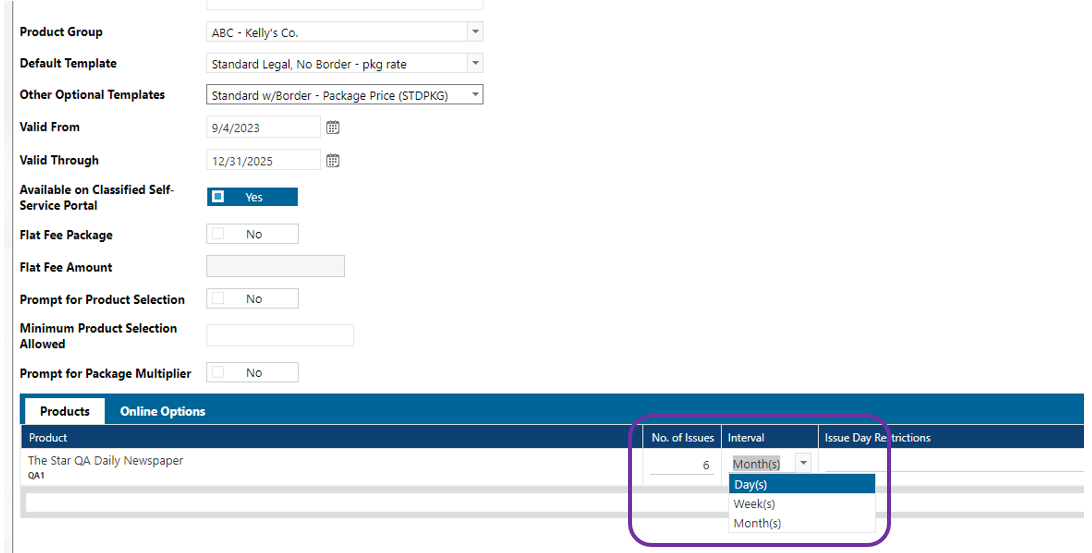 Product Group
ABC - Kelly's Co.
Default Template
Standard Legal, No Border - pkg rate
Other Optional Templates
Standard w/Border - Package Price (STDPKG)
Valid From
9/4/2023
Valid Through
12/31/2025
Available on Classified Self-
Service Portal
Yes
Flat Fee Package
No
Flat Fee Amount
Prompt for Product Selection
No
Minimum Product Selection
Allowed
Prompt for Package Multiplier
No
Products Online Options
Product No. of Issues Interval Issue Day Restrictions
The Star QA Daily Newspaper
QA1
6 Month(s)
Day(s)
Week(s)
Month(s)